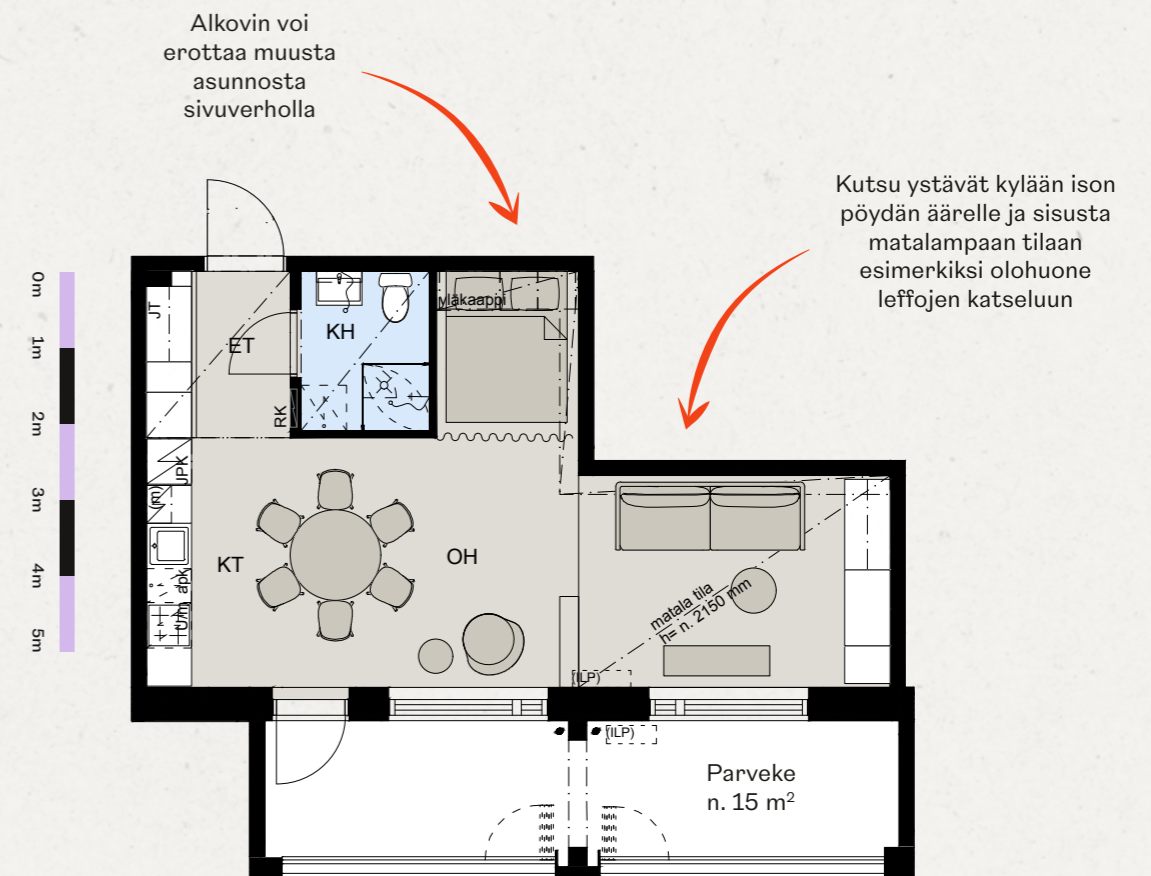 Alkovin voi
erottaa muusta
asunnosta
sivuverholla
Kutsu ystävät kylään ison
pöydän äärelle ja sisusta
matalampaan tilaan
esimerkiksi olohuone
leffojen katseluun
0m
1m
2m
3m
4m
5m
JT
ET
KH
yläkaappi
RK
JPK
(m)
KT
OH
apk
U/m
matala tila
h= n. 2150 mm
(ILP)
(ILP)
Parveke
n. 15 m²